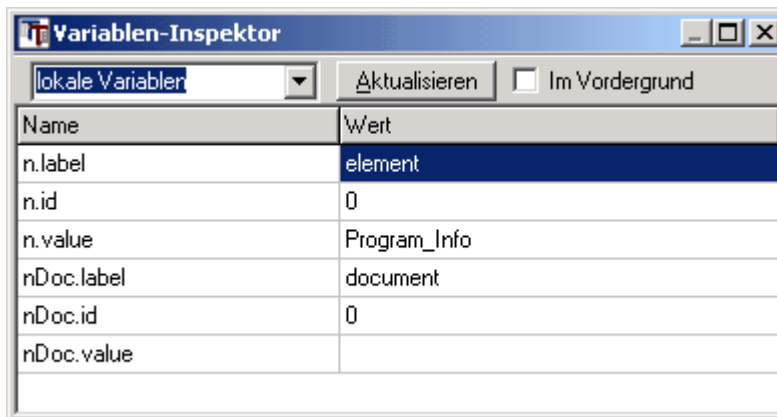 Variablen-Inspektor
lokale Variablen Aktualisieren Im Vordergrund
Name Wert
n.label element
n.id 0
n.value Program_Info
nDoc.label document
nDoc.id 0
nDoc.value